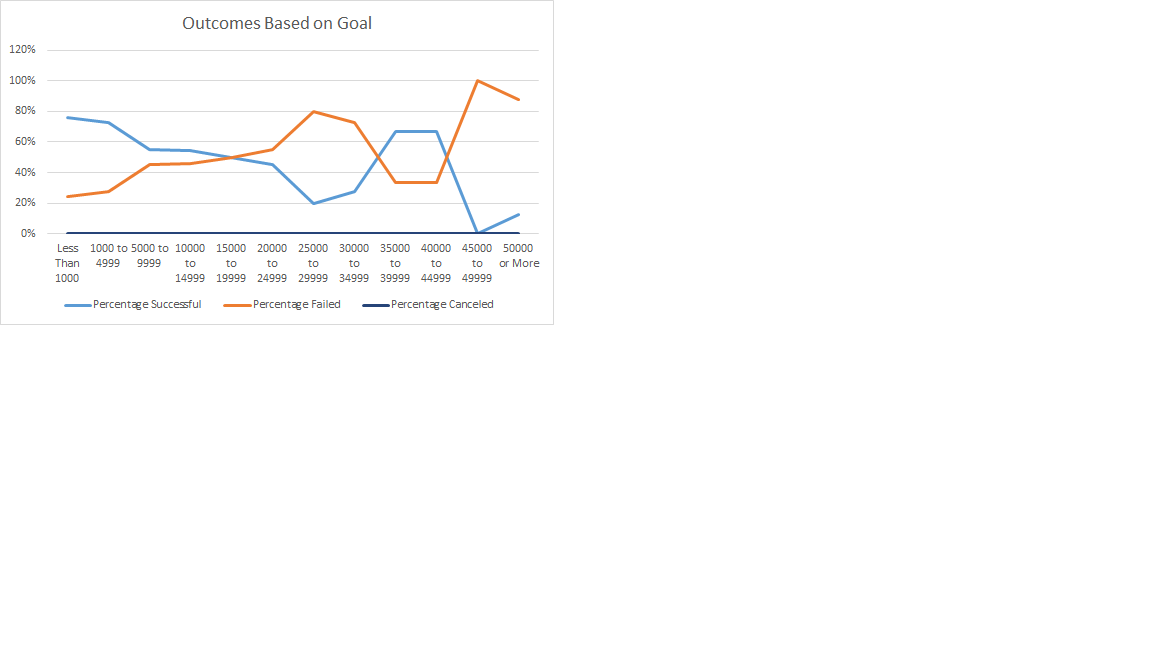 Outcomes Based on Goal
120%
100%
80%
60%
40%
20%
0%
Less Than 1000
1000 to 4999
5000 to 9999
10000 to 14999
15000 to 19999
20000 to 24999
25000 to 29999
30000 to 34999
35000 to 39999
40000 to 44999
45000 to 49999
50000 or More
Percentage Successful
Percentage Failed
Percentage Canceled